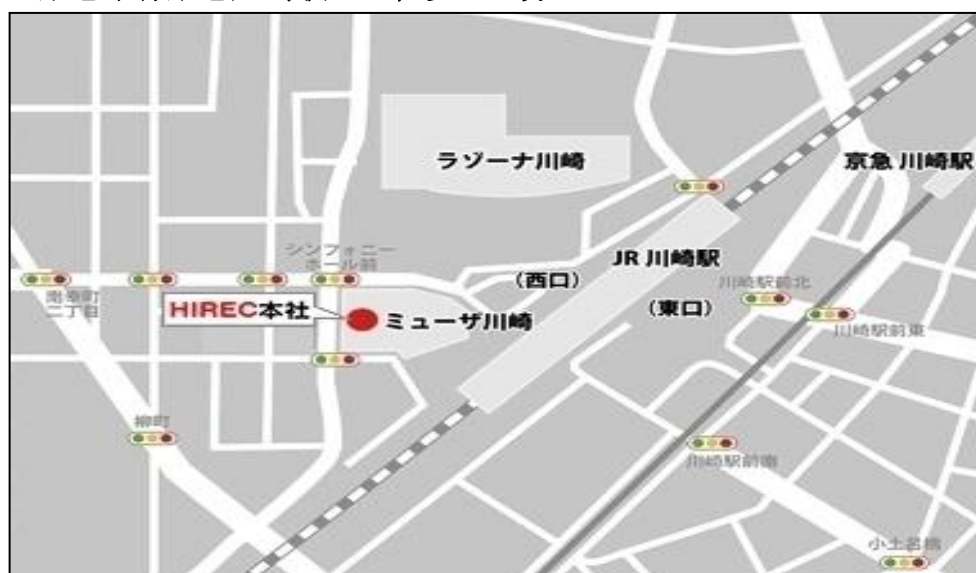 ラゾーナ川崎
京急 川崎駅
シンフォニー
ホール前
JR 川崎駅
(西口)
川崎駅前北
(東口)
南幸町
二丁目
HIREC本社
ミューザ川崎
川崎駅前東
柳町
川崎駅前南
小土呂橋